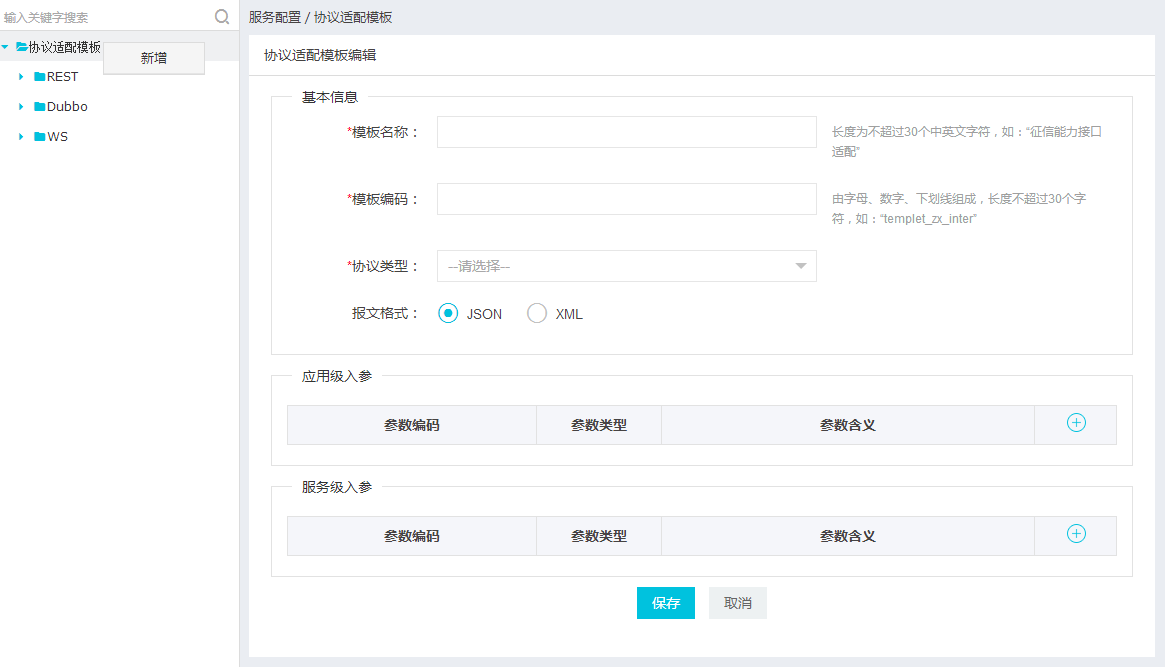 输入关键字搜索
协议适配模板
新增
REST
Dubbo
WS
服务配置 / 协议适配模板
协议适配模板编辑
基本信息
*模板名称：
长度为不超过30个中英文字符，如：“征信能力接口
适配”
*模板编码：
由字母、数字、下划线组成，长度不超过30个字
符，如：“templet_zx_inter”
*协议类型：
--请选择--
报文格式： JSON XML
应用级入参
参数编码 参数类型 参数含义
服务级入参
参数编码 参数类型 参数含义
保存 取消